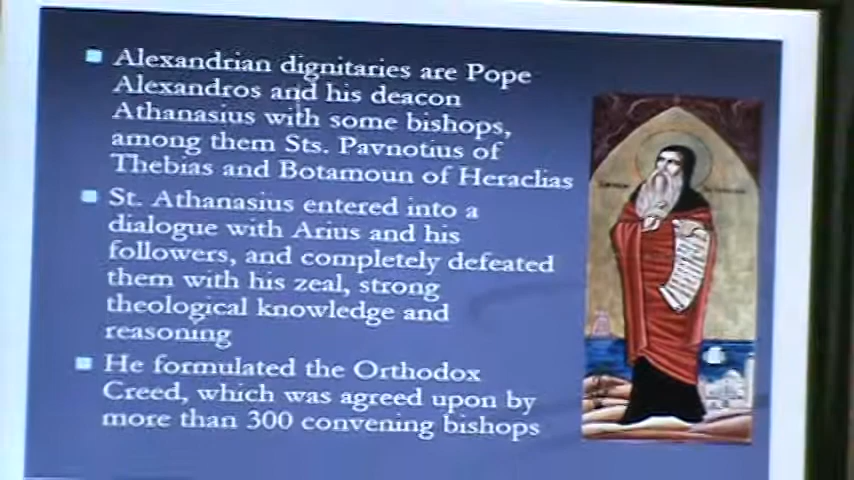 Alexandrian dignitaries are Pope
Alexandros and his deacon
Athanasius with some bishops,
among them Sts. Pavnotius of
Thebias and Botamoun of Heraclias
St. Athanasius entered into a
dialogue with Arius and his
followers, and completely defeated
them with his zeal, strong
theological knowledge and
reasoning
He formulated the Orthodox
Creed, which was agreed upon by
more than 300 convening bishops